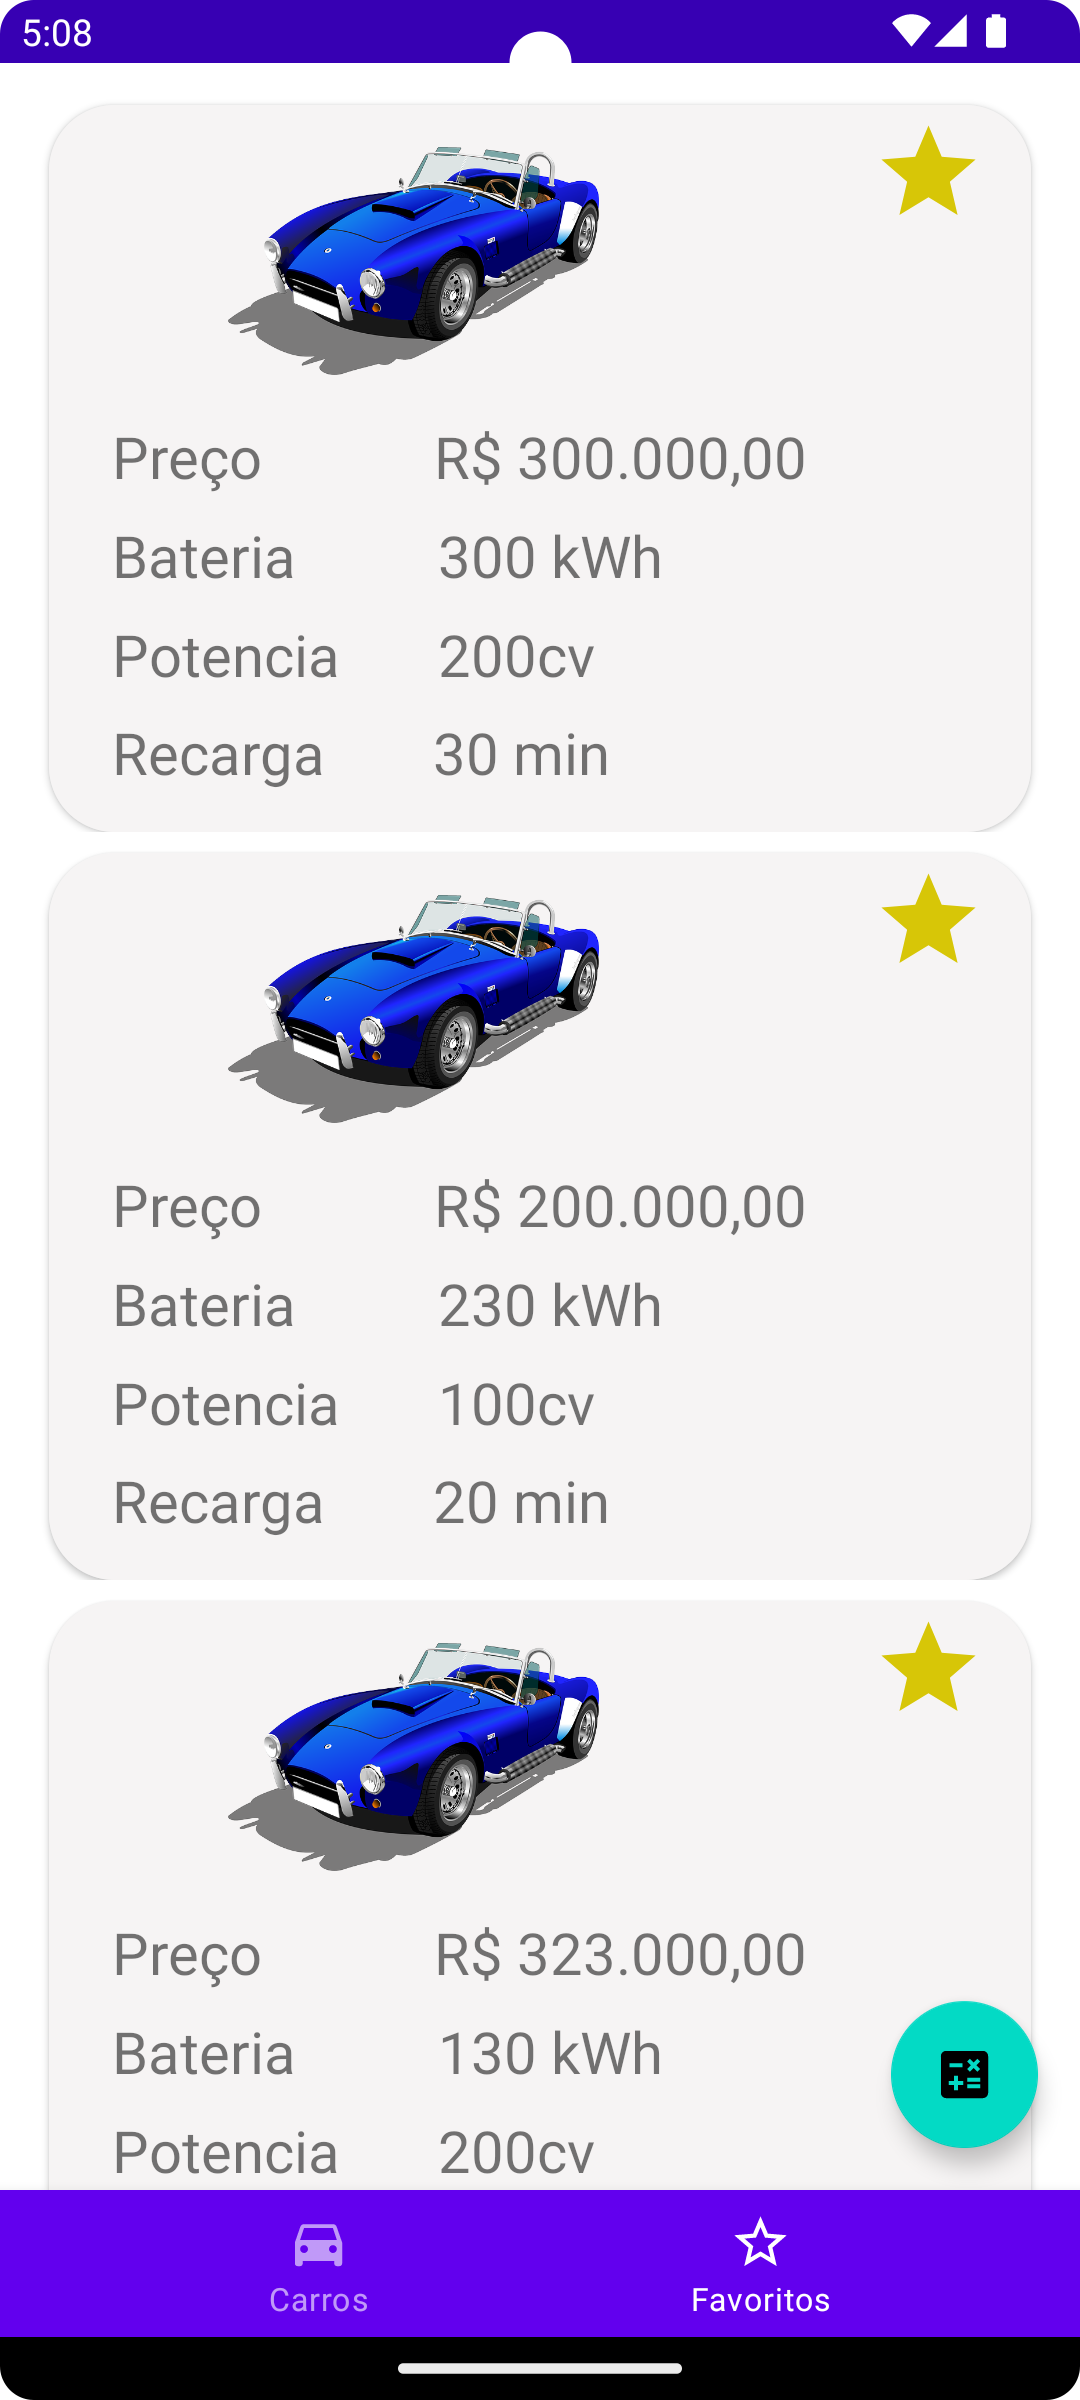 5:08
Preço R$ 300.000,00
Bateria 300 kWh
Potencia 200cv
Recarga 30 min
Preço R$ 200.000,00
Bateria 230 kWh
Potencia 100cv
Recarga 20 min
Preço R$ 323.000,00
Bateria 130 kWh
Potencia 200cv
Carros Favoritos